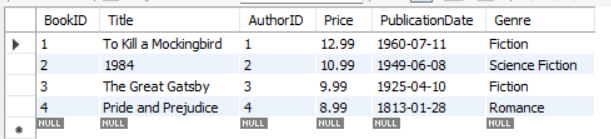 BookID Title AuthorID Price PublicationDate Genre
1 To Kill a Mockingbird 1 12.99 1960-07-11 Fiction
2 1984 2 10.99 1949-06-08 Science Fiction
3 The Great Gatsby 3 9.99 1925-04-10 Fiction
4 Pride and Prejudice 4 8.99 1813-01-28 Romance
NULL NULL NULL NULL NULL NULL